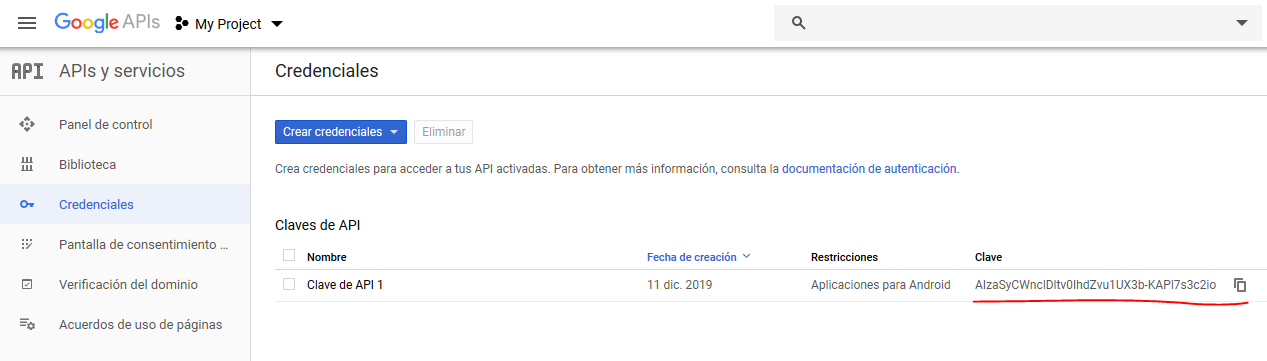 Google APIs
My Project
API
APIs y servicios
Credenciales
Panel de control
Biblioteca
Credenciales
Pantalla de consentimiento ...
Verificación del dominio
Acuerdos de uso de páginas
Crear credenciales
Eliminar
Crea credenciales para acceder a tus API activadas. Para obtener más información, consulta la documentación de autenticación.
Claves de API
Nombre Fecha de creación Restricciones Clave
Clave de API 1 11 dic. 2019 Aplicaciones para Android AIzaSyCWnclDltv0lhdZvu1UX3b-KAPI7s3c2io